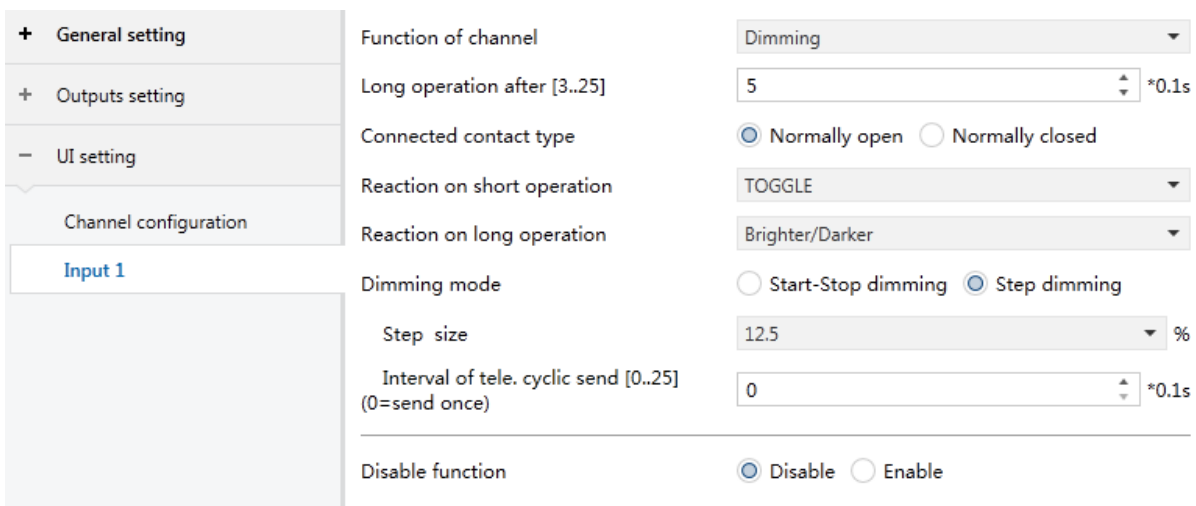 + General setting
+ Outputs setting
− UI setting
Channel configuration
Input 1
Function of channel Dimming
Long operation after [3..25] 5 *0.1s
Connected contact type Normally open Normally closed
Reaction on short operation TOGGLE
Reaction on long operation Brighter/Darker
Dimming mode Start-Stop dimming Step dimming
Step size 12.5 %
Interval of tele. cyclic send [0..25]
(0=send once) 0 *0.1s
Disable function Disable Enable